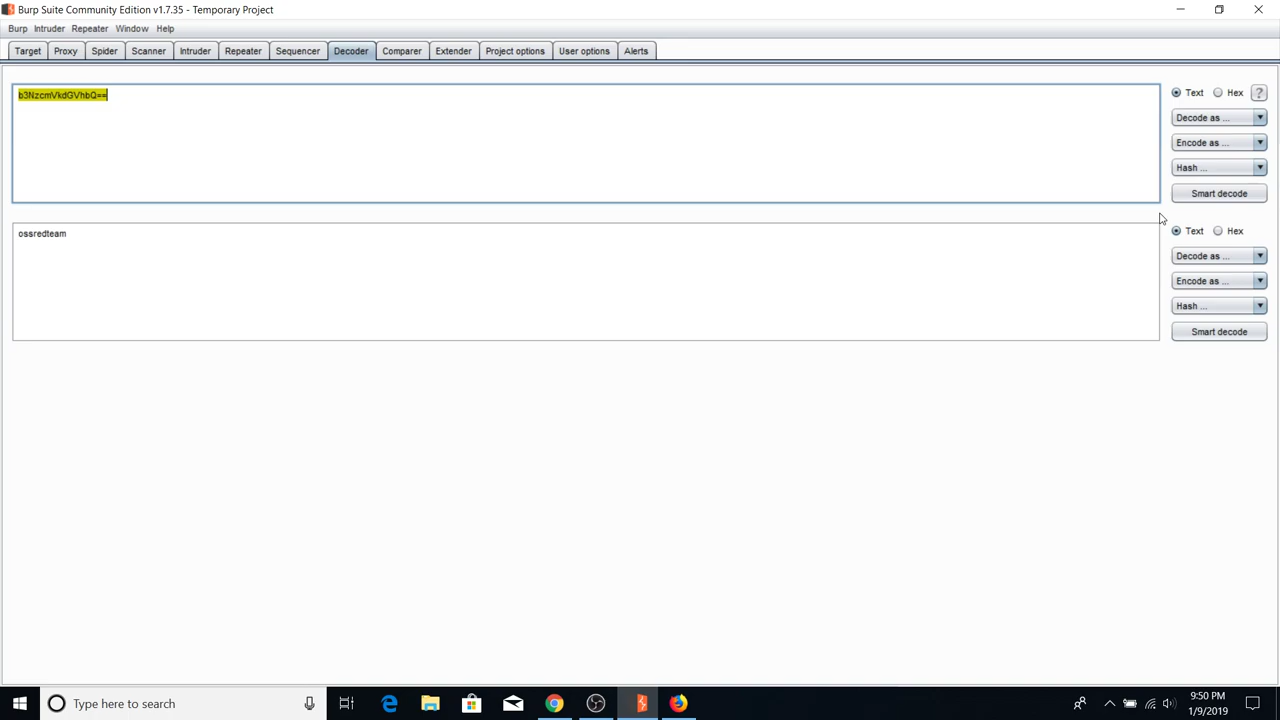 Burp Suite Community Edition v1.7.35 - Temporary Project
Burp Intruder Repeater Window Help
Target Proxy Spider Scanner Intruder Repeater Sequencer Decoder Comparer Extender Project options User options Alerts
b3NzcmVkdGVhbQ==
Text Hex ?
Decode as ...
Encode as ...
Hash ...
Smart decode
ossredteam
Text Hex
Decode as ...
Encode as ...
Hash ...
Smart decode
Type here to search
9:50 PM
1/9/2019